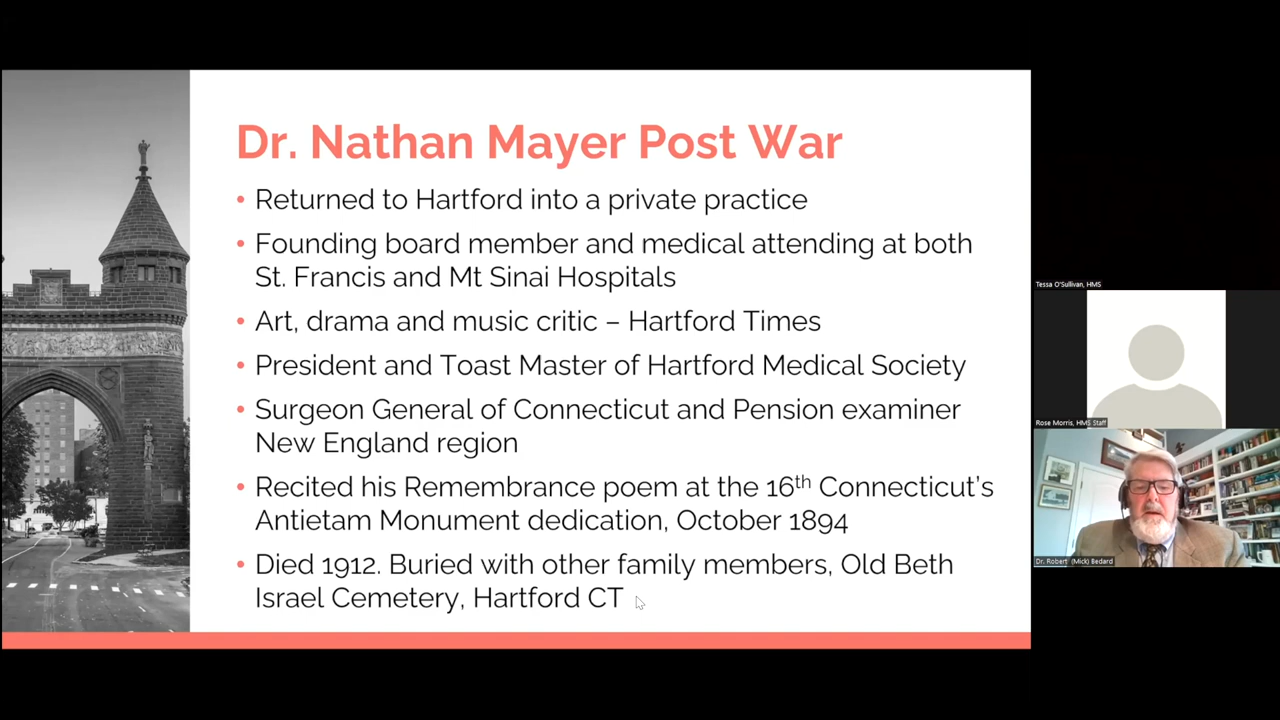 Dr. Nathan Mayer Post War
• Returned to Hartford into a private practice
• Founding board member and medical attending at both
St. Francis and Mt Sinai Hospitals
• Art, drama and music critic – Hartford Times
• President and Toast Master of Hartford Medical Society
• Surgeon General of Connecticut and Pension examiner
New England region
• Recited his Remembrance poem at the 16th Connecticut's
Antietam Monument dedication, October 1894
• Died 1912. Buried with other family members, Old Beth
Israel Cemetery, Hartford CT
Tessa O'Sullivan, HMS
Rose Morris, HMS Staff
Dr. Robert (Mick) Bedard